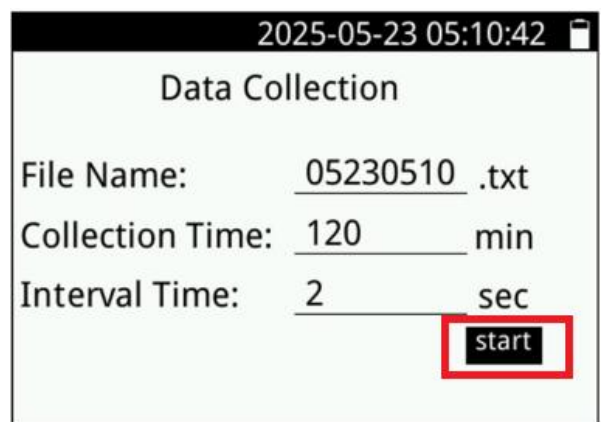 2025-05-23 05:10:42
Data Collection
File Name: 05230510 .txt
Collection Time: 120 min
Interval Time: 2 sec
start